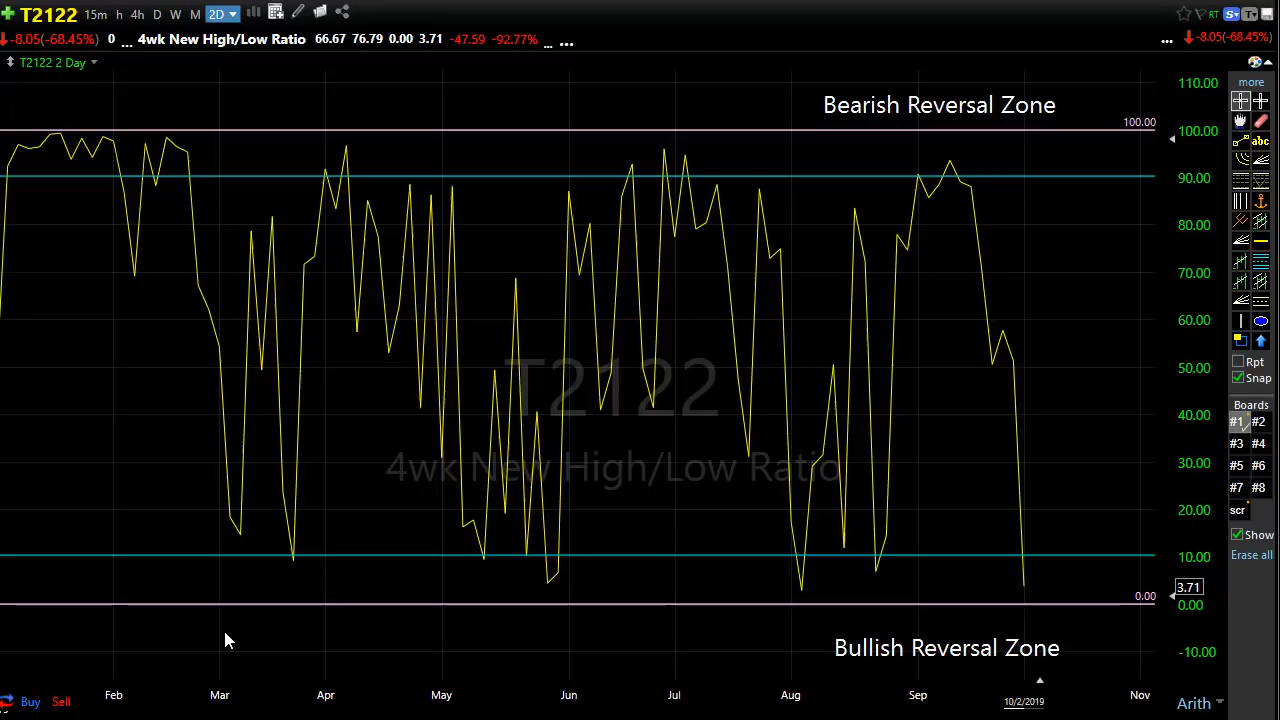 T2122 15m h 4h D W M 2D RT S T
-8.05(-68.45%) 0 ... 4wk New High/Low Ratio 66.67 76.79 0.00 3.71 -47.59 -92.77% ... ... ... -8.05(-68.45%)
T2122 2 Day
more
110.00
Bearish Reversal Zone
100.00
100.00
abc
90.00
80.00
70.00
60.00
50.00
Rpt
Snap
T2122
Boards
40.00
#1 #2
#3 #4
4wk New High/Low Ratio
30.00
#5 #6
#7 #8
20.00
scr
Show
10.00
Erase all
3.71
0.00
0.00
Bullish Reversal Zone
-10.00
Feb Mar Apr May Jun Jul Aug Sep Nov
Buy Sell
10/2/2019
Arith